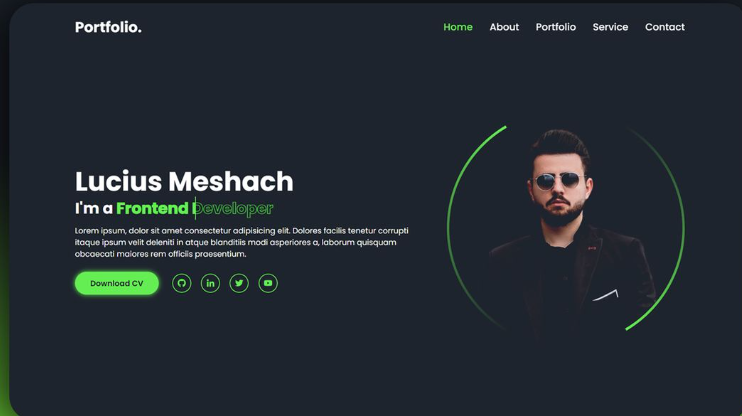 Portfolio.
Home About Portfolio Service Contact
Lucius Meshach
I'm a Frontend Developer
Lorem ipsum, dolor sit amet consectetur adipisicing elit. Dolores facilis tenetur corrupti
itaque ipsum velit deleniti in atque blanditiis modi asperiores a, laborum quisquam
obcaecati maiores rem officiis praesentium.
Download CV